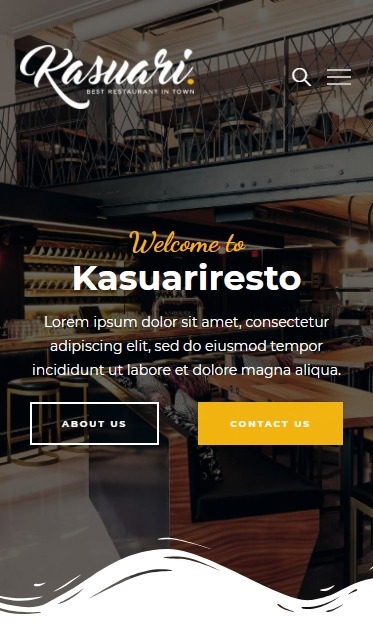 Kasuari.
BEST RESTAURANT IN TOWN
Welcome to
Kasuariresto
Lorem ipsum dolor sit amet, consectetur
adipiscing elit, sed do eiusmod tempor
incididunt ut labore et dolore magna aliqua.
ABOUT US
CONTACT US